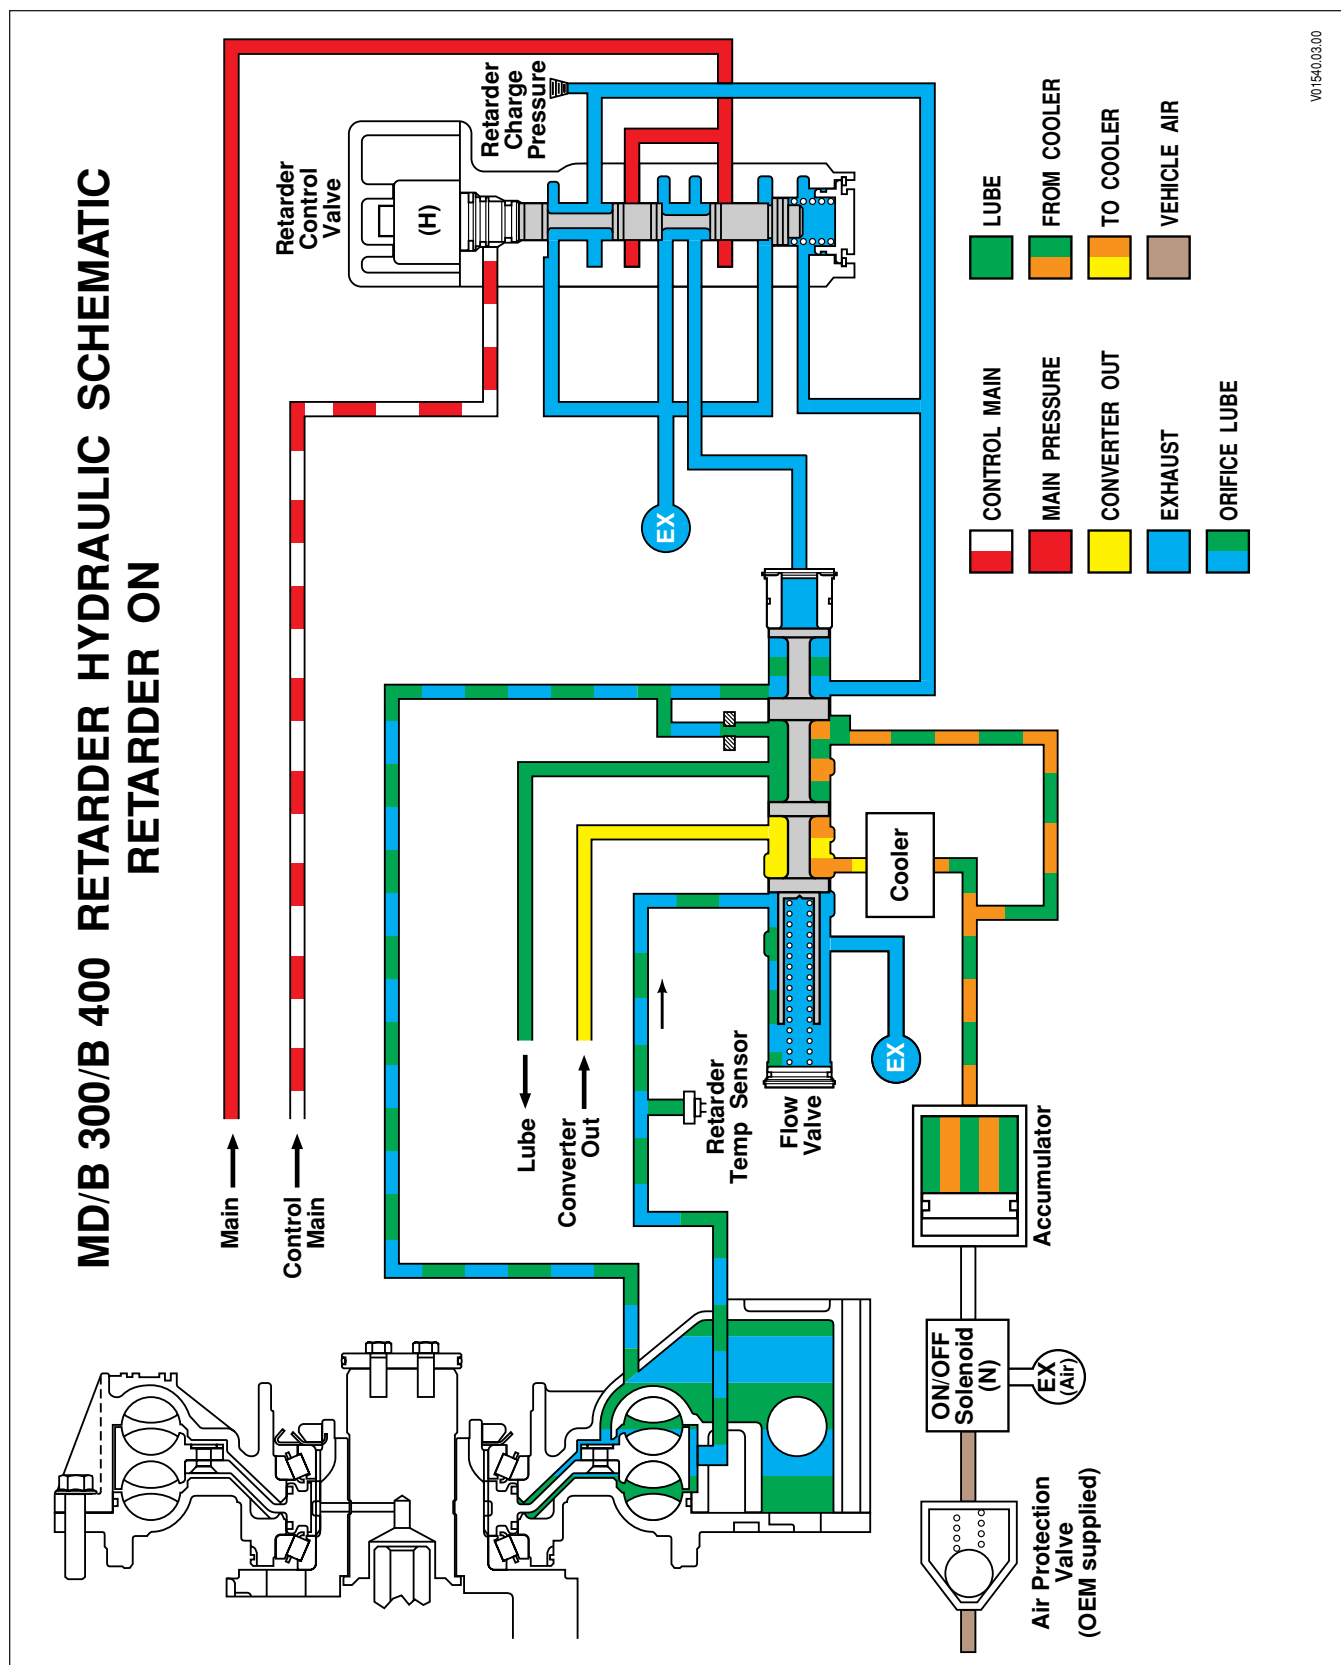 MD/B 300/B 400 RETARDER HYDRAULIC SCHEMATIC
RETARDER ON
Main
Control
Main
Retarder
Control
Valve
(H)
Retarder
Charge
Pressure
EX
Lube
Converter
Out
Retarder
Temp Sensor
Flow
Valve
EX
Cooler
Accumulator
ON/OFF
Solenoid
(N)
EX
(Air)
Air Protection
Valve
(OEM supplied)
CONTROL MAIN
MAIN PRESSURE
CONVERTER OUT
EXHAUST
ORIFICE LUBE
LUBE
FROM COOLER
TO COOLER
VEHICLE AIR
V01540.03.00